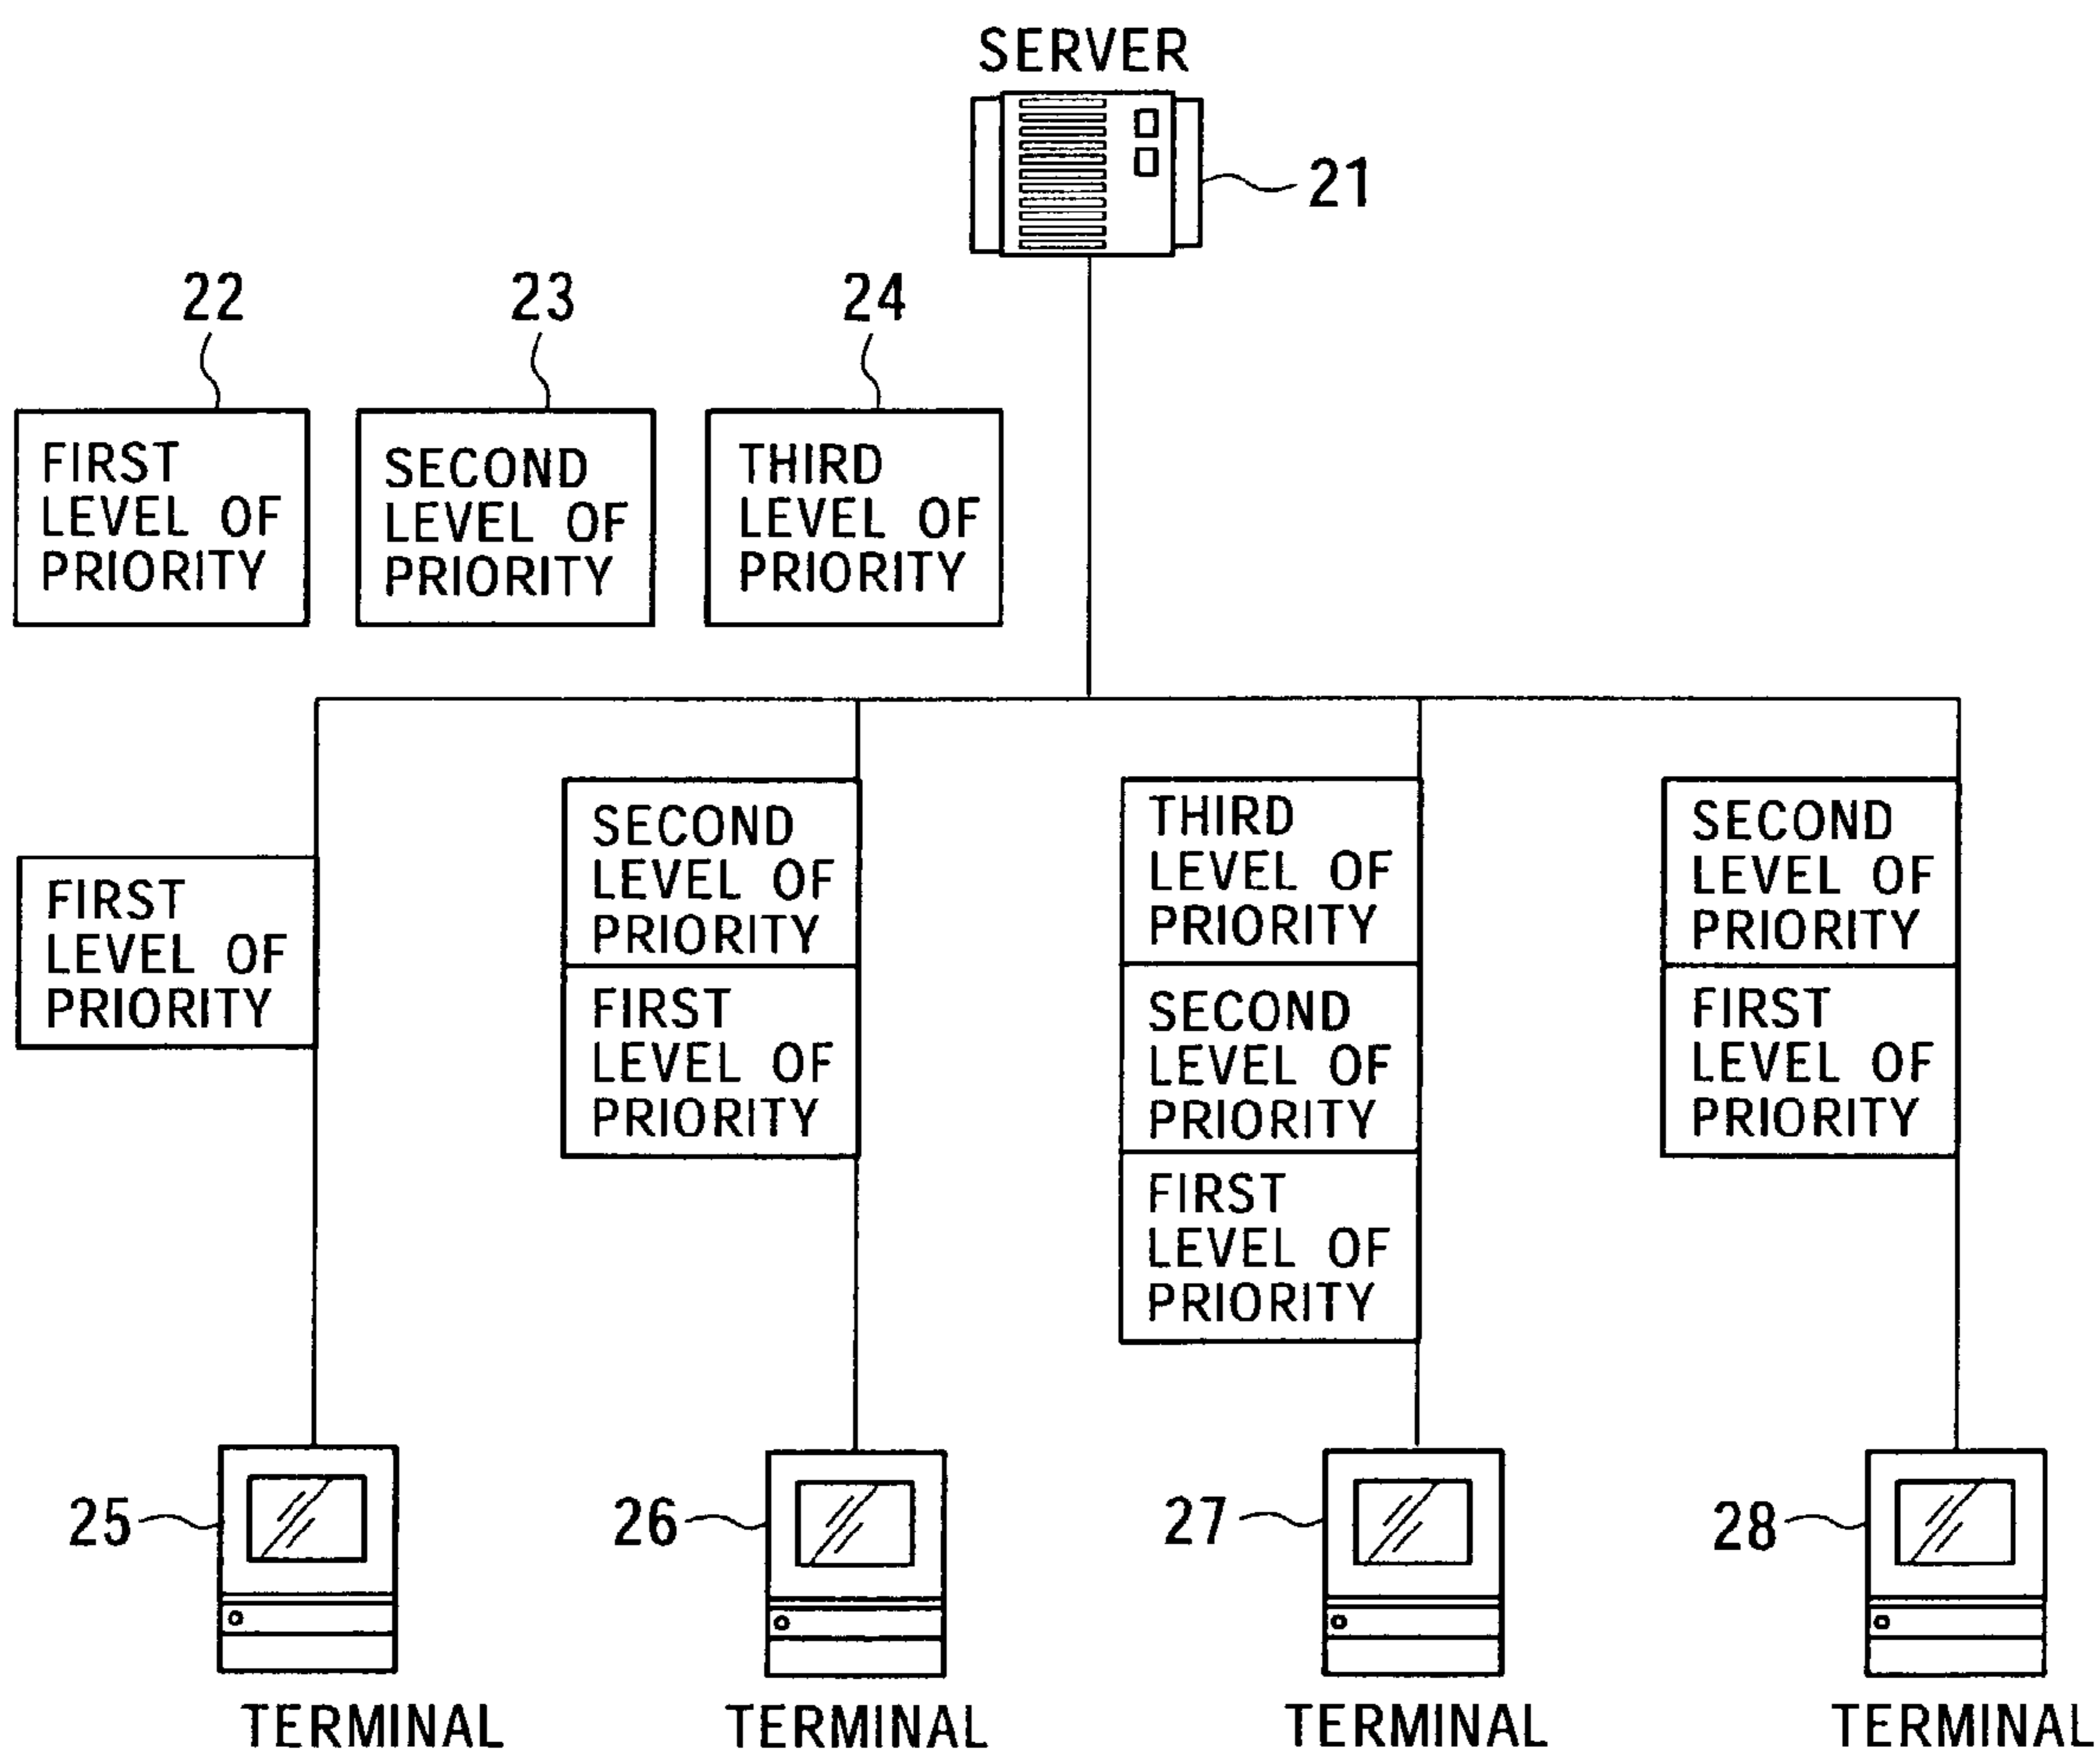 SERVER
21
22
23
24
FIRST
LEVEL OF
PRIORITY
SECOND
LEVEL OF
PRIORITY
THIRD
LEVEL OF
PRIORITY
FIRST
LEVEL OF
PRIORITY
SECOND
LEVEL OF
PRIORITY
FIRST
LEVEL OF
PRIORITY
THIRD
LEVEL OF
PRIORITY
SECOND
LEVEL OF
PRIORITY
FIRST
LEVEL OF
PRIORITY
SECOND
LEVEL OF
PRIORITY
FIRST
LEVEL OF
PRIORITY
25
26
27
28
TERMINAL
TERMINAL
TERMINAL
TERMINAL